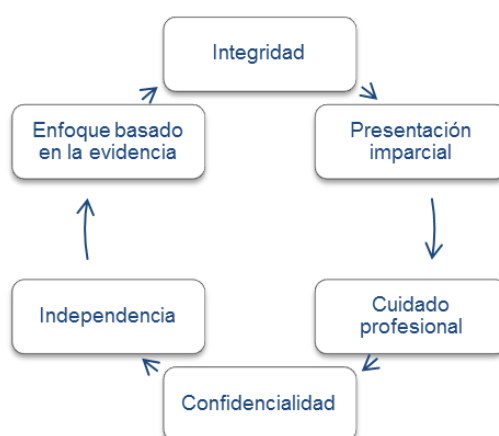 Integridad
Presentación
imparcial
Cuidado
profesional
Confidencialidad
Independencia
Enfoque basado
en la evidencia